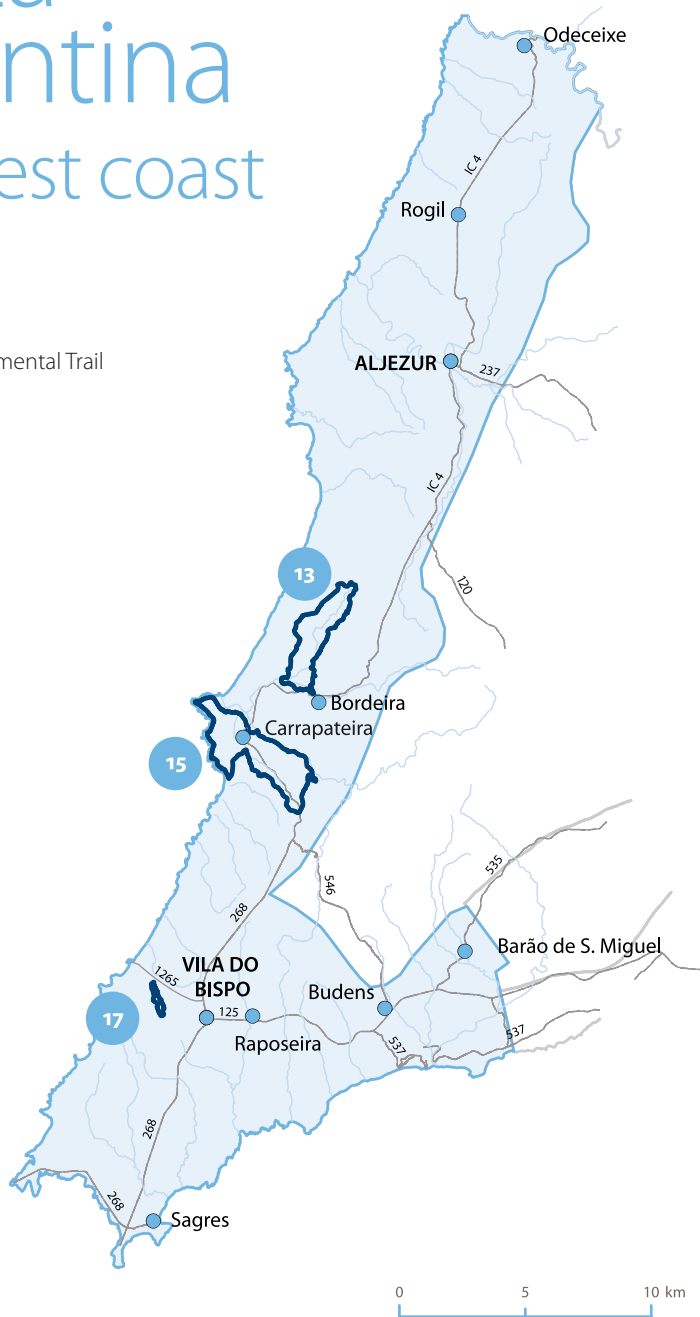 ntina
est coast
mental Trail
Odeceixe
IC 4
Rogil
ALJEZUR
237
IC 4
120
13
Bordeira
Carrapateira
15
546
535
268
Barão de S. Miguel
VILA DO
BISPO
1265
Budens
17
125
Raposeira
537
537
268
268
Sagres
0 5 10 km